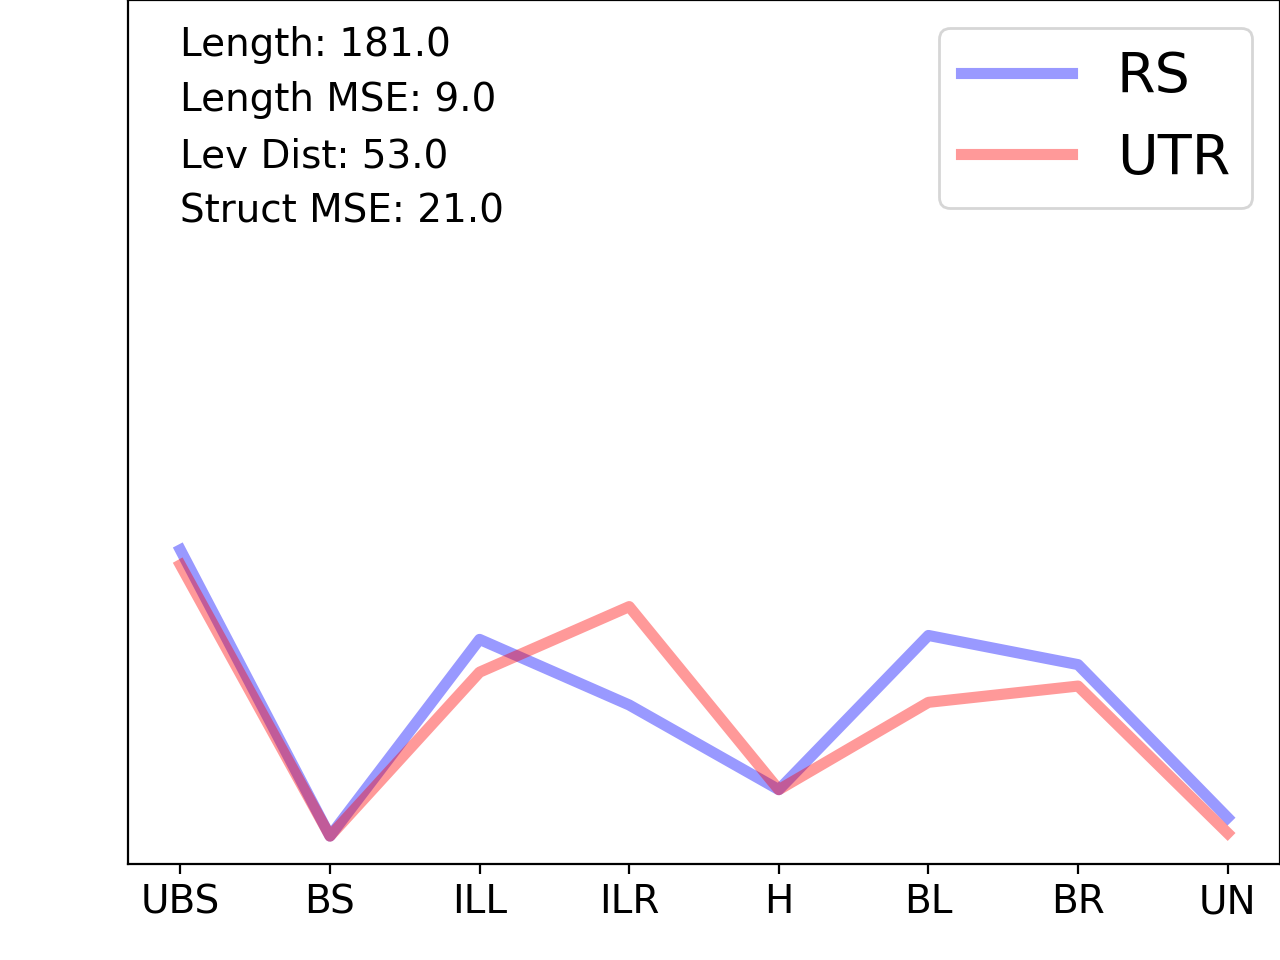 Length: 181.0
Length MSE: 9.0
Lev Dist: 53.0
Struct MSE: 21.0
RS
UTR
UBS BS ILL ILR H BL BR UN